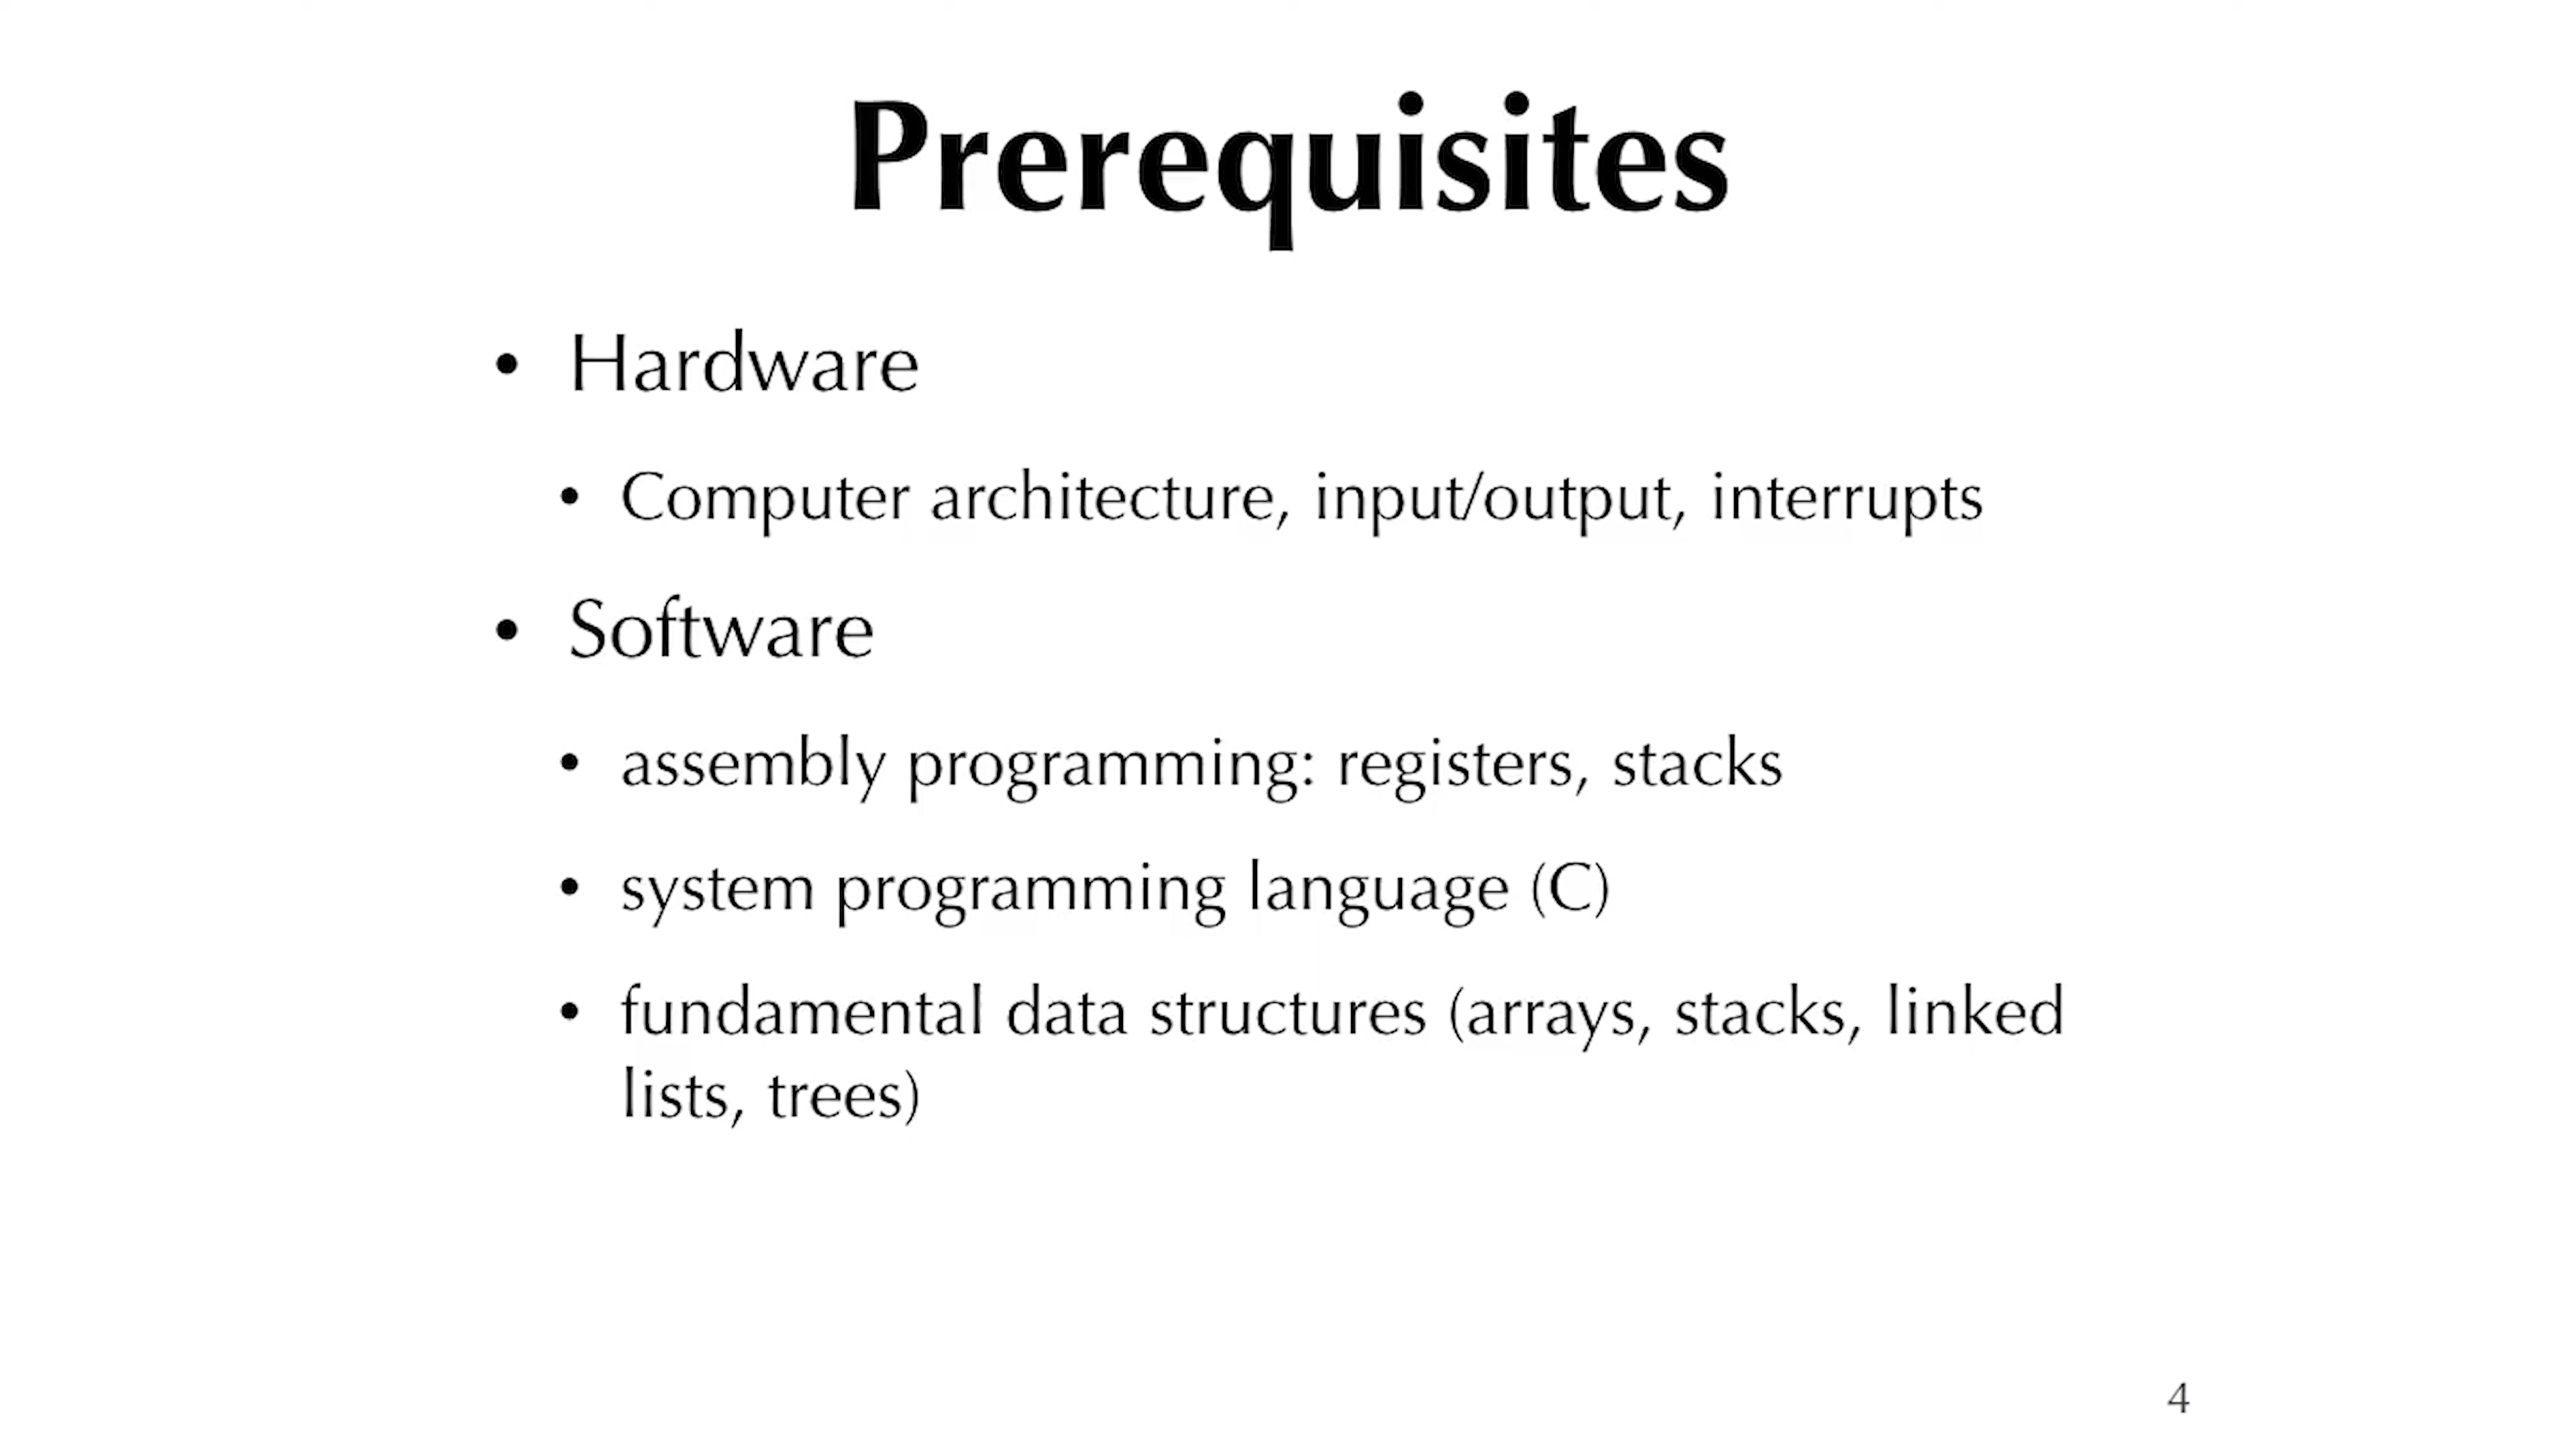 Prerequisites
• Hardware
• Computer architecture, input/output, interrupts
• Software
• assembly programming: registers, stacks
• system programming language (C)
• fundamental data structures (arrays, stacks, linked
lists, trees)
4